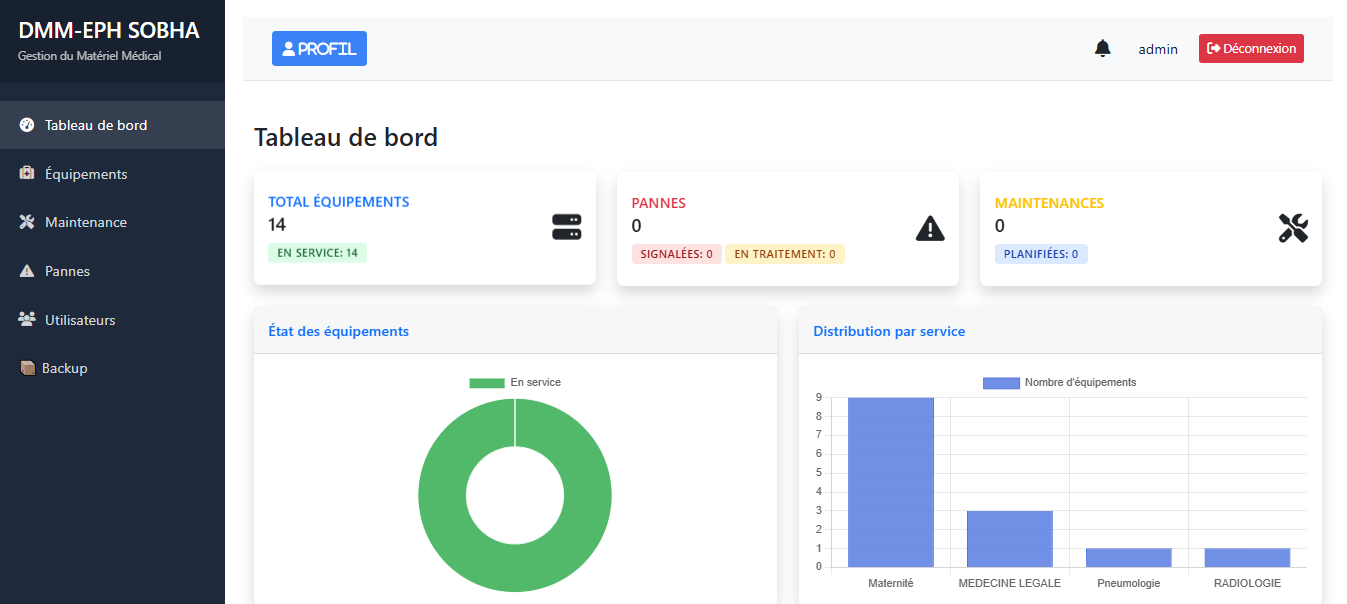 DMM-EPH SOBHA
Gestion du Matériel Médical
PROFIL
admin
Déconnexion
Tableau de bord
Équipements
Maintenance
Pannes
Utilisateurs
Backup
Tableau de bord
TOTAL ÉQUIPEMENTS
14
EN SERVICE: 14
PANNES
0
SIGNALÉES: 0 EN TRAITEMENT: 0
MAINTENANCES
0
PLANIFIÉES: 0
État des équipements
En service
Distribution par service
Nombre d'équipements
9
8
7
6
5
4
3
2
1
0
Maternité MEDECINE LEGALE Pneumologie RADIOLOGIE